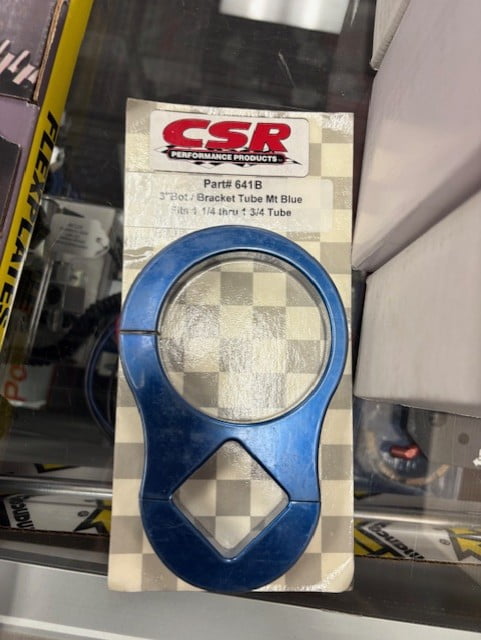 CSR
PERFORMANCE PRODUCTS
Part# 641B
3" Bot / Bracket Tube Mt Blue
Fits 1 1/4 thru 1 3/4 Tube
FLEXPLATES